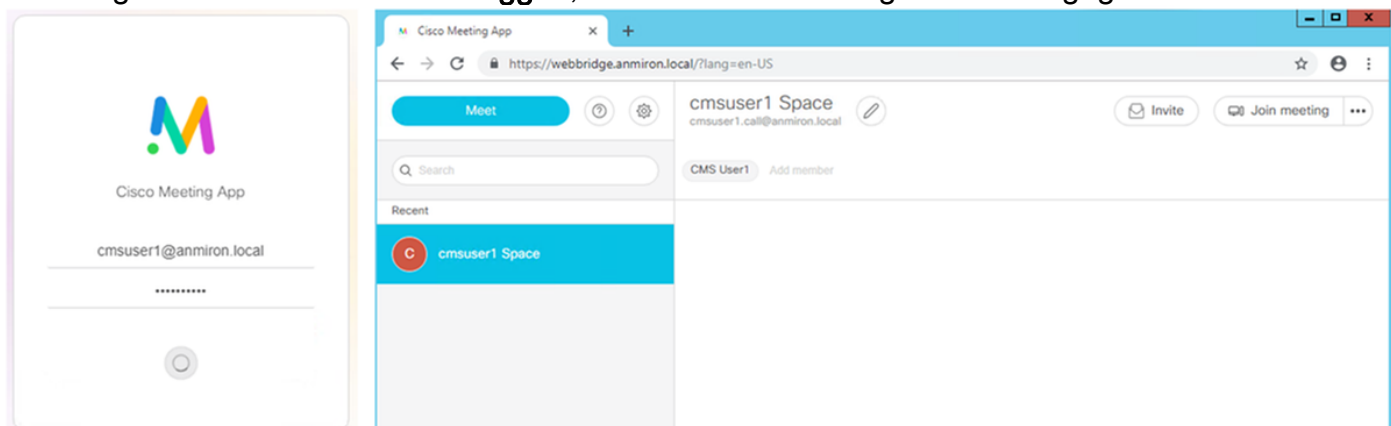 Cisco Meeting App
cmsuser1@anmiron.local
••••••••••
Cisco Meeting App
https://webbridge.anmiron.local/?lang=en-US
Meet
cmsuser1 Space
cmsuser1.call@anmiron.local
Invite
Join meeting
Search
CMS User1 Add member
Recent
C cmsuser1 Space